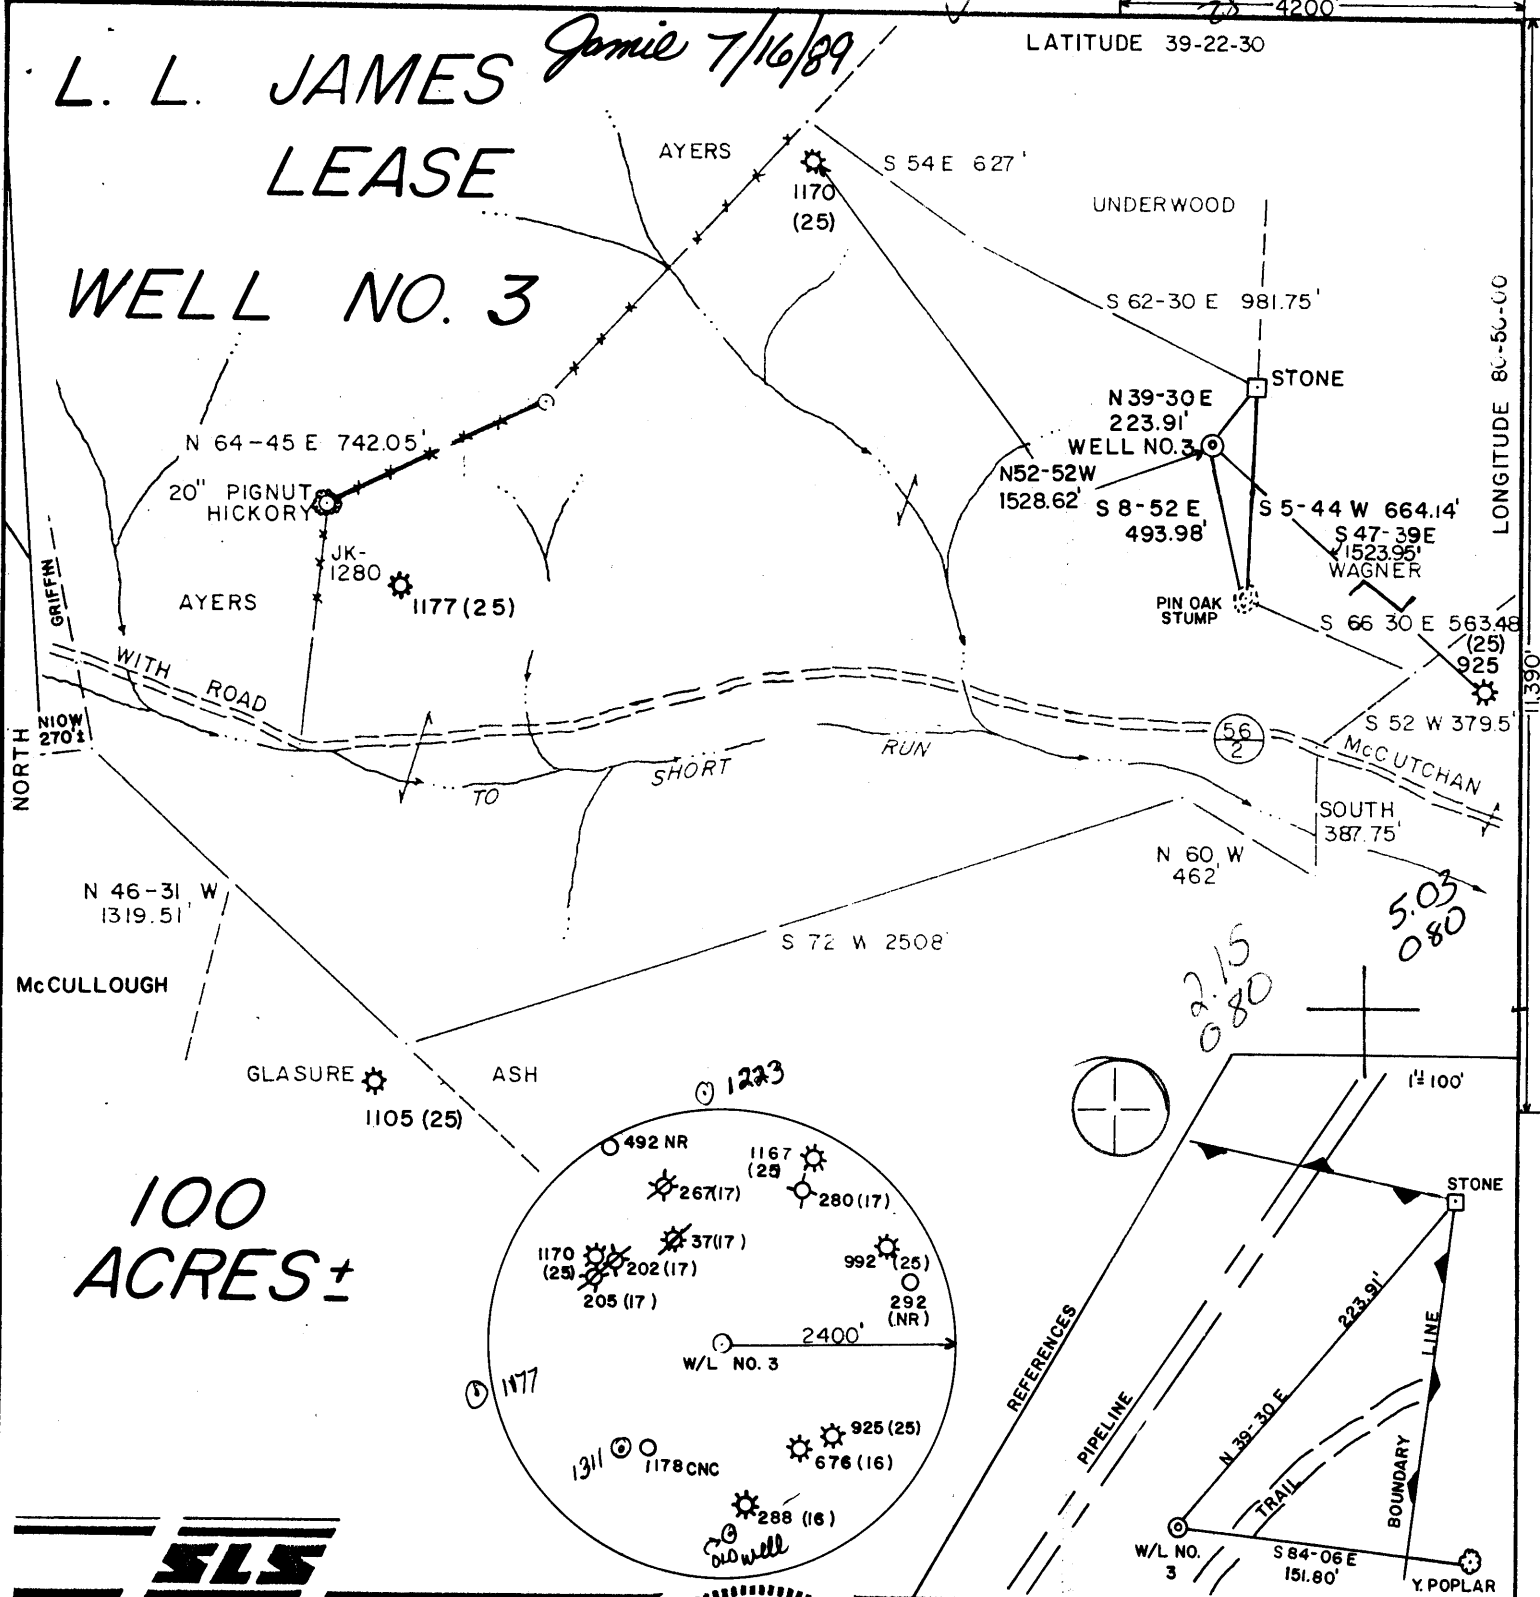 4200'
LATITUDE 39-22-30
Jamie 7/16/89
L. L. JAMES
LEASE
WELL NO. 3
AYERS
1170
(25)
S 54 E 627'
UNDERWOOD
S 62-30 E 981.75'
LONGITUDE 80-50-00
STONE
N 39-30 E
223.91'
WELL NO. 3
N52-52W
1528.62'
S 8-52 E
493.98'
S 5-44 W 664.14'
S 47-39E
1523.95'
WAGNER
N 64-45 E 742.05'
20" PIGNUT
HICKORY
JK-
1280
1177 (25)
AYERS
GRIFFIN
PIN OAK
STUMP
S 66 30 E 563.48
(25)
925
11,390'
S 52 W 379.5'
WITH ROAD
N10W
270'±
NORTH
TO SHORT RUN
56
2
McCUTCHAN
SOUTH
387.75'
N 60 W
462'
N 46-31 W
1319.51'
S 72 W 2508'
5.03
080
2.15
080
McCULLOUGH
GLASURE
1105 (25)
ASH
100
ACRES±
1223
492 NR
1167
(25)
267(17)
280(17)
37(17)
1170
(25)
202(17)
205 (17)
992 (25)
292
(NR)
2400'
W/L NO. 3
1177
1311
1178 CNC
925 (25)
676 (16)
288 (16)
OLD well
1"=100'
STONE
REFERENCES
PIPELINE
223.91'
N 39-30 E
TRAIL
BOUNDARY LINE
W/L NO.
3
S 84-06 E
151.80'
Y. POPLAR
SLS